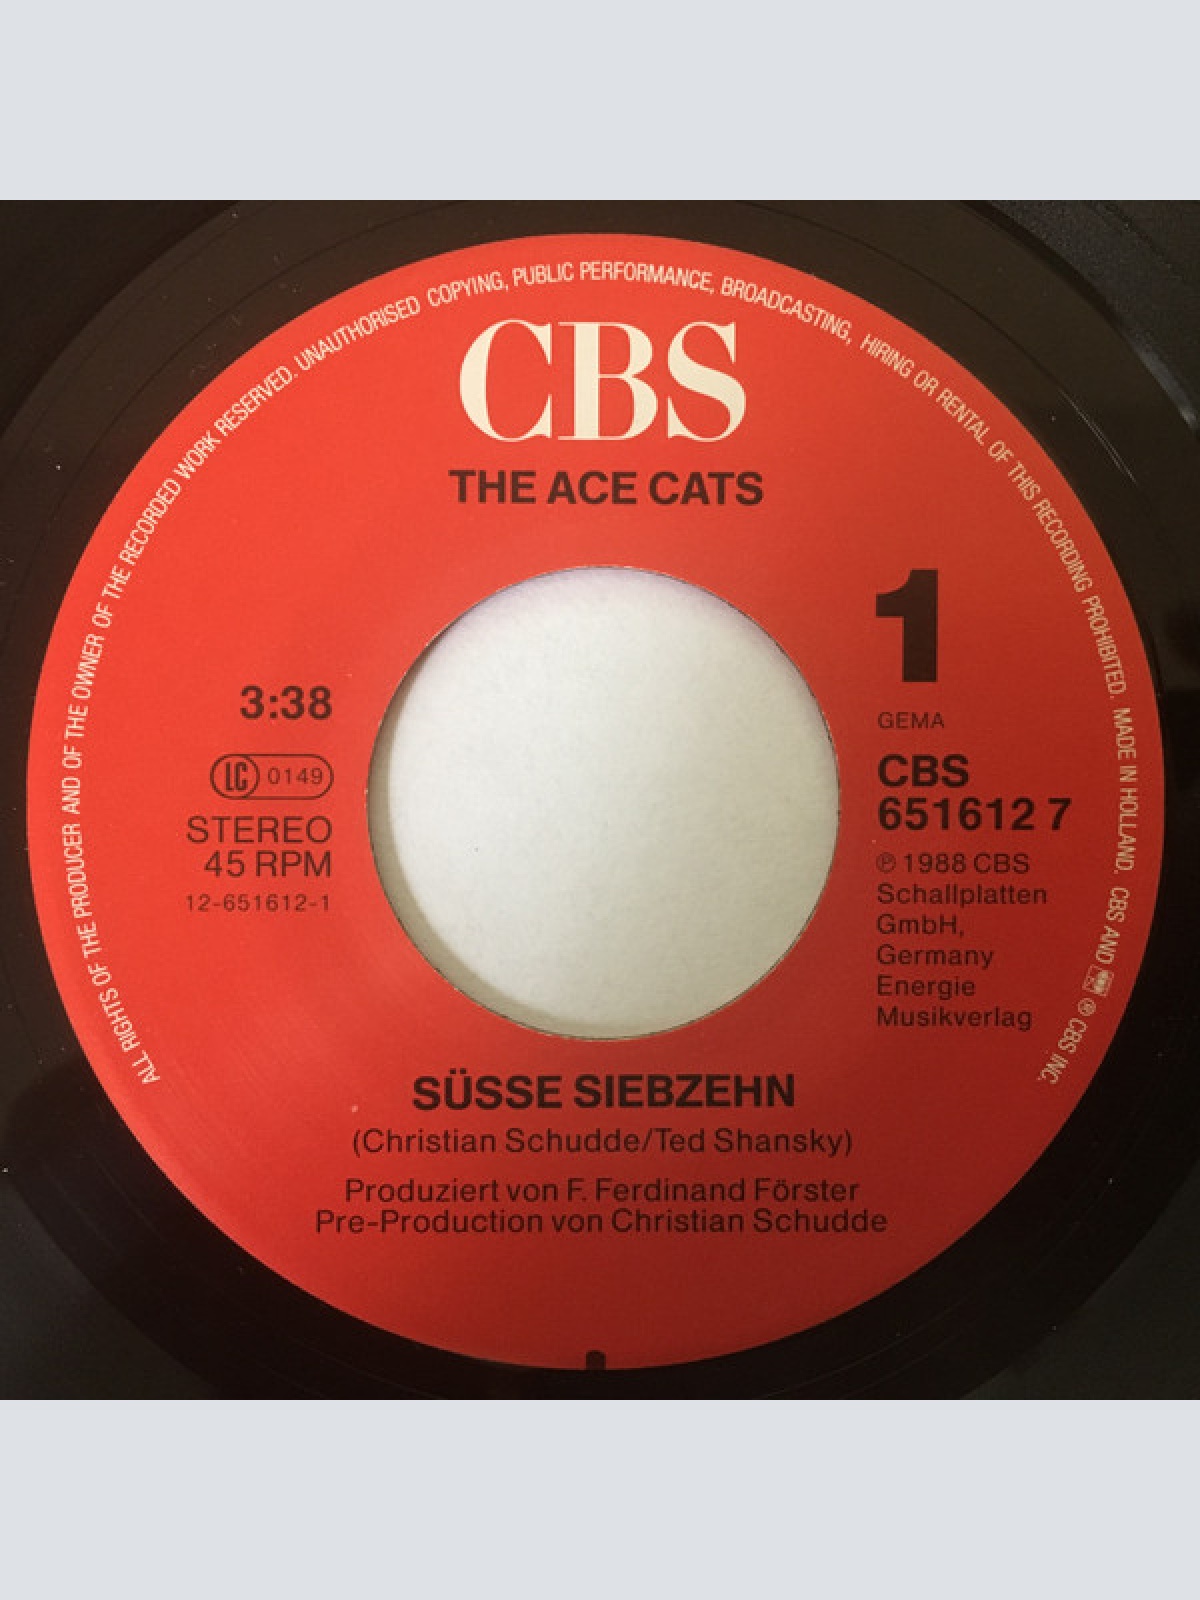 ALL RIGHTS OF THE PRODUCER AND OF THE OWNER OF THE RECORDED WORK RESERVED. UNAUTHORISED COPYING, PUBLIC PERFORMANCE, BROADCASTING, HIRING OR RENTAL OF THIS RECORDING PROHIBITED. MADE IN HOLLAND. CBS AND ® CBS INC.
CBS
THE ACE CATS
1
GEMA
3:38
LC 0149
STEREO
45 RPM
12-651612-1
CBS
651612 7
℗ 1988 CBS
Schallplatten
GmbH,
Germany
Energie
Musikverlag
SÜSSE SIEBZEHN
(Christian Schudde/Ted Shansky)
Produziert von F. Ferdinand Förster
Pre-Production von Christian Schudde